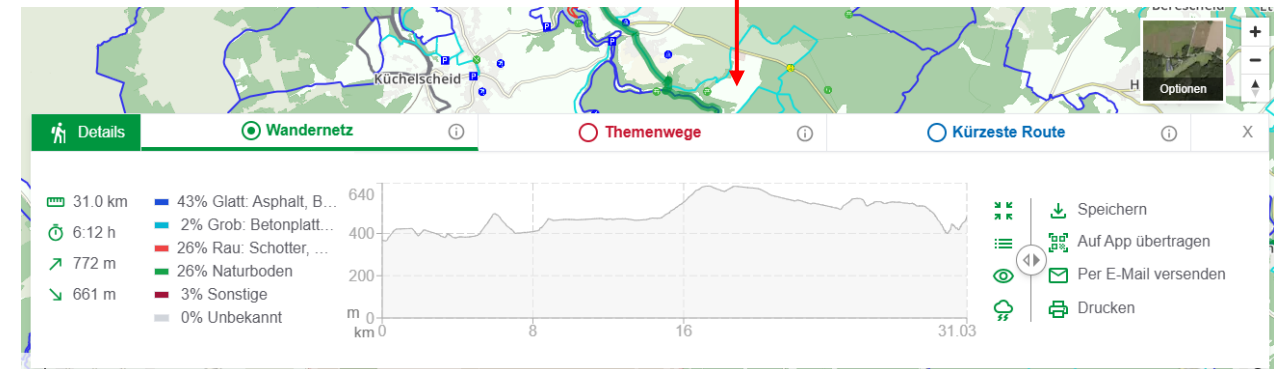 Küchelscheid
Optionen
Details
Wandernetz
Themenwege
Kürzeste Route
X
31.0 km
6:12 h
772 m
661 m
43% Glatt: Asphalt, B...
2% Grob: Betonplatt...
26% Rau: Schotter, ...
26% Naturboden
3% Sonstige
0% Unbekannt
640
400
200
m 0
km 0 8 16 31.03
Speichern
Auf App übertragen
Per E-Mail versenden
Drucken